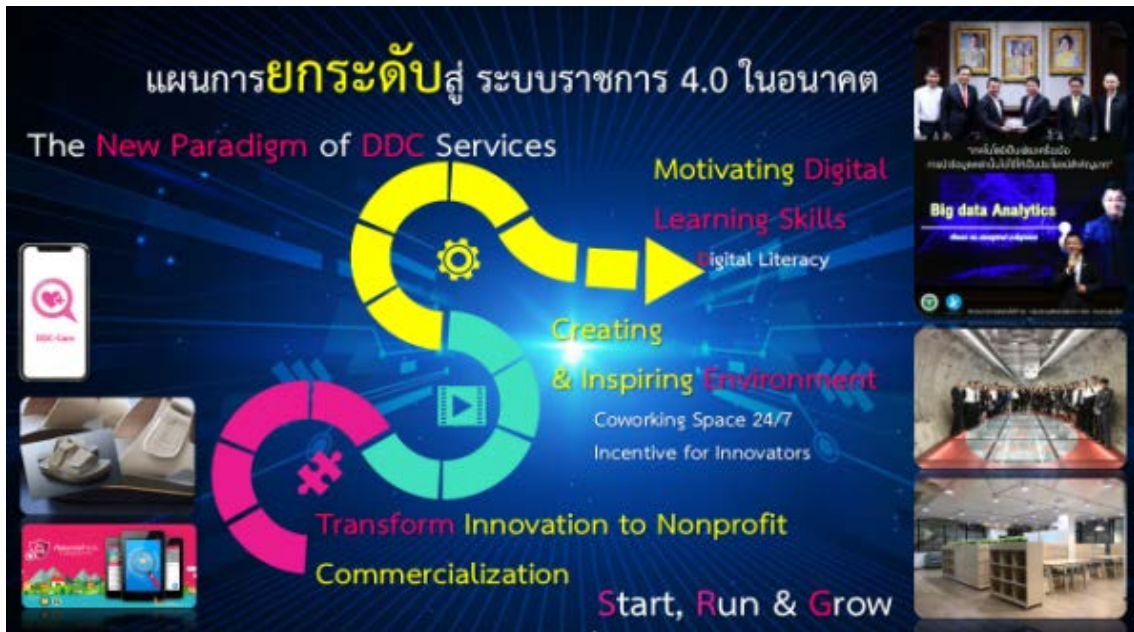 แผนการยกระดับสู่ ระบบราชการ 4.0 ในอนาคต
The New Paradigm of DDC Services
Motivating Digital
Learning Skills
Digital Literacy
Big data Analytics
DDC-Care
Creating
& Inspiring Environment
Coworking Space 24/7
Incentive for Innovators
Transform Innovation to Nonprofit
Commercialization
Start, Run & Grow